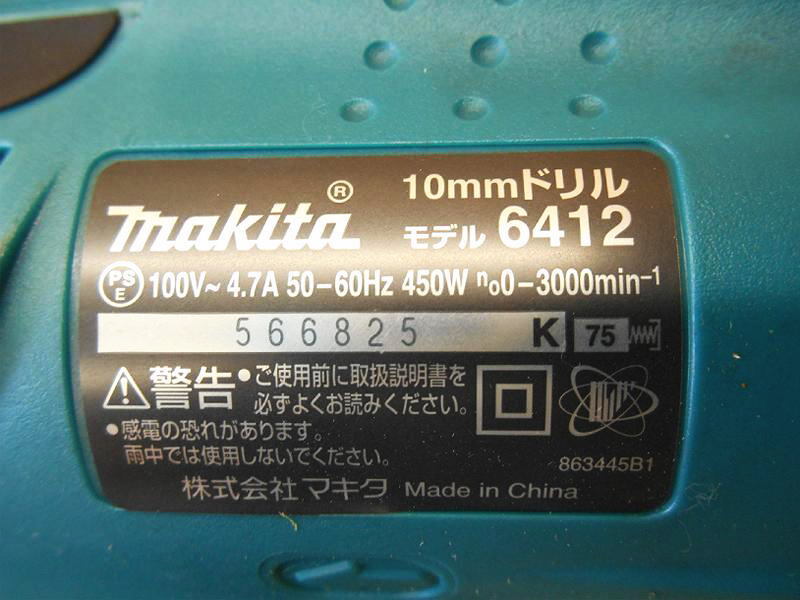 makita®
10mmドリル
モデル 6412
PS E 100V~ 4.7A 50-60Hz 450W n₀0-3000min⁻¹
566825 K 75
⚠警告 •ご使用前に取扱説明書を
必ずよくお読みください。
•感電の恐れがあります。
雨中では使用しないでください。
863445B1
株式会社 マキタ Made in China